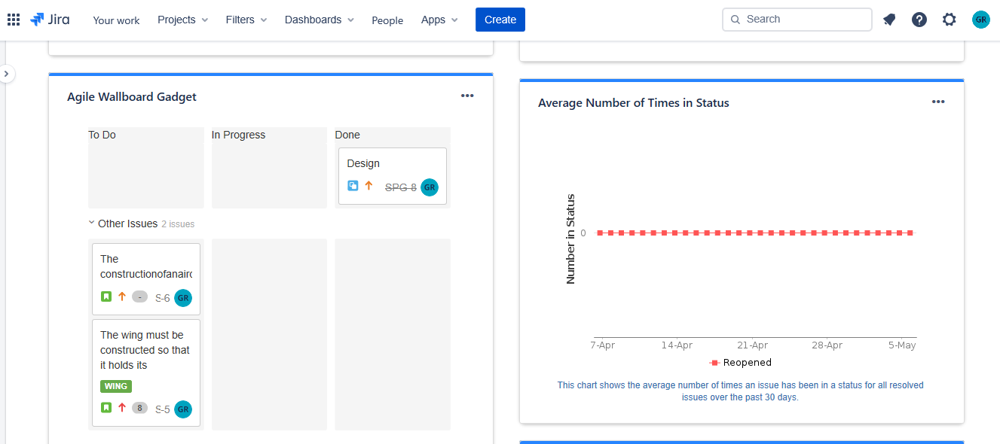 Jira
Your work
Projects
Filters
Dashboards
People
Apps
Create
Search
GR
Agile Wallboard Gadget
To Do
In Progress
Done
Design
SPG-8
GR
Other Issues 2 issues
The
constructionofanairc
- S-6 GR
The wing must be
constructed so that
it holds its
WING
8 S-5 GR
Average Number of Times in Status
Number in Status
0
7-Apr
14-Apr
21-Apr
28-Apr
5-May
Reopened
This chart shows the average number of times an issue has been in a status for all resolved
issues over the past 30 days.